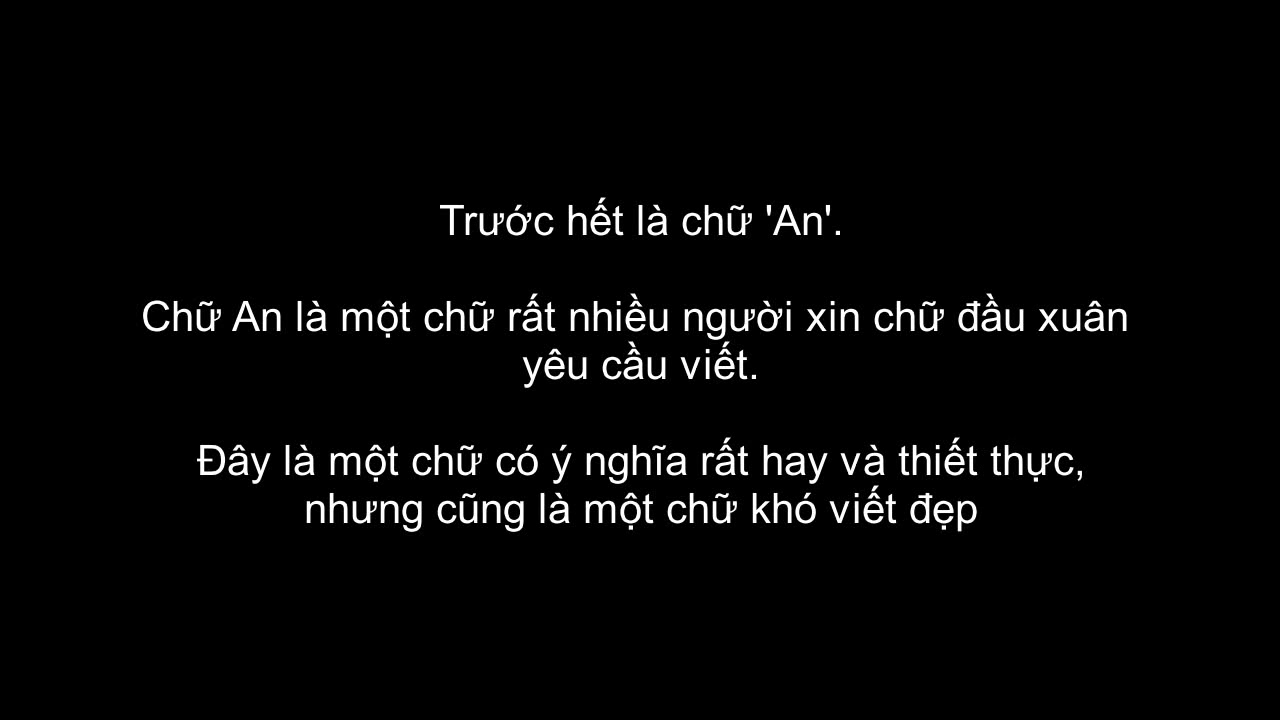 Trước hết là chữ 'An'.
Chữ An là một chữ rất nhiều người xin chữ đầu xuân
yêu cầu viết.
Đây là một chữ có ý nghĩa rất hay và thiết thực,
nhưng cũng là một chữ khó viết đẹp